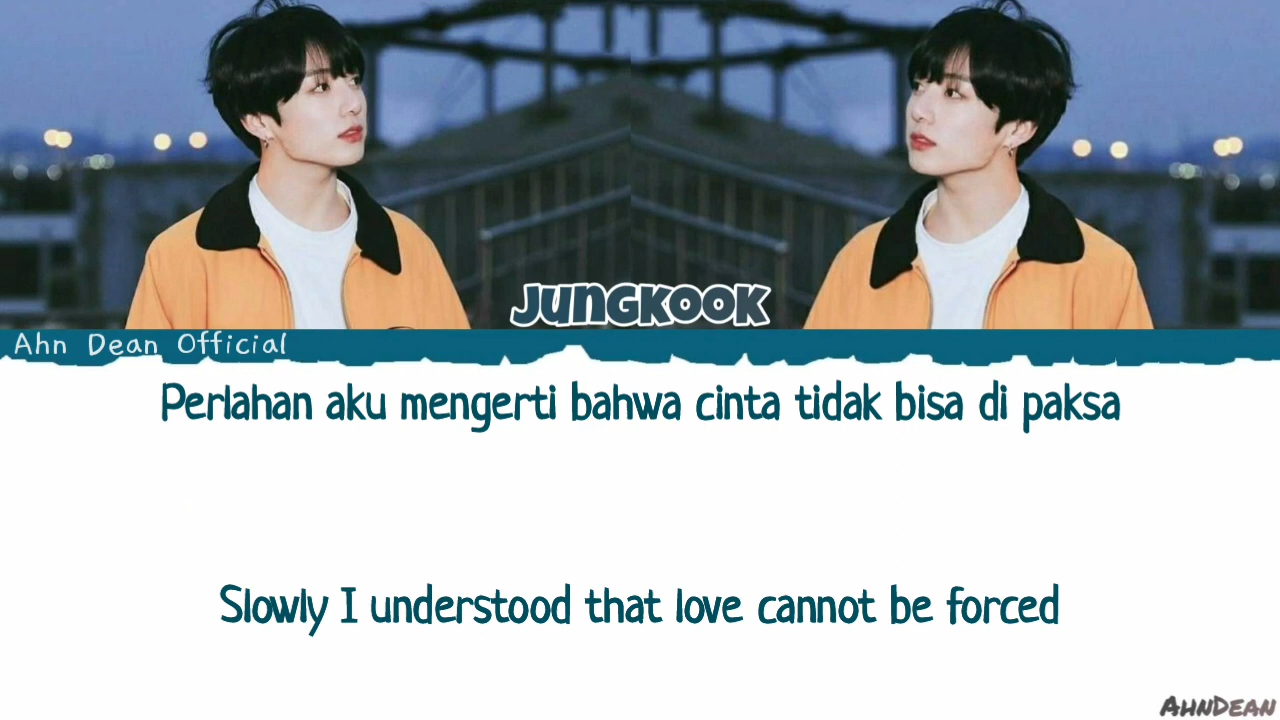 Jungkook
Ahn Dean Official
Perlahan aku mengerti bahwa cinta tidak bisa di paksa
Slowly I understood that love cannot be forced
AhnDean